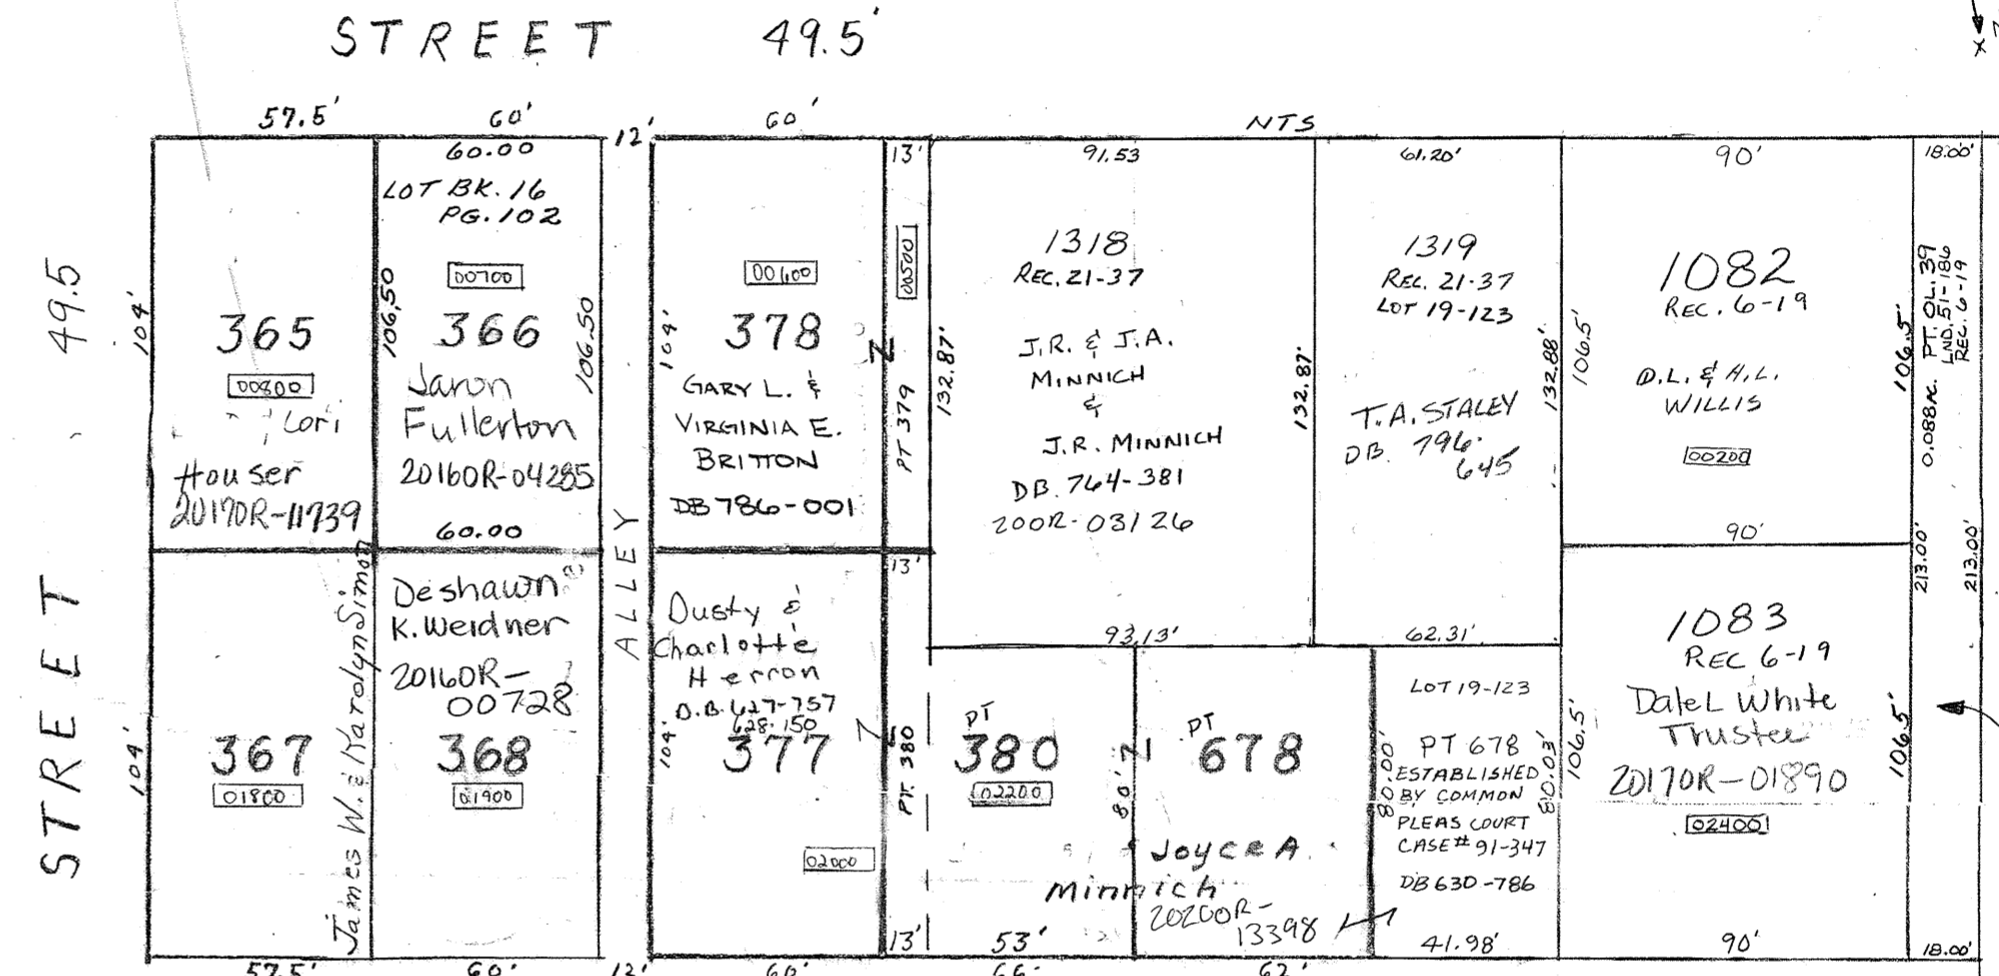 STREET 49.5'
57.5' 60' 12' 60' NTS
60.00
LOT BK. 16
PG. 102
00700
366
106.50
106.50
Jaron
Fullerton
20160R-04285
60.00
365
104'
00800
Lori
Houser
20170R-11739
STREET 49.5
ALLEY
00600
378
104'
GARY L. &
VIRGINIA E.
BRITTON
DB 786-001
13'
00500
PT 379
Z
13'
91.53
1318
REC. 21-37
J.R. & J.A.
MINNICH
&
J.R. MINNICH
DB. 764-381
200R-03126
132.87'
132.87'
93.13'
61.20'
1319
REC. 21-37
LOT 19-123
T.A. STALEY
DB. 796-
645
132.88'
62.31'
90'
1082
REC. 6-19
D.L. & H.L.
WILLIS
00200
106.5'
106.5'
90'
18.00'
0.088Ac. PT. OL. 39
LND. 51-186
REC. 6-19
213.00'
213.00'
367
104'
01800
James W. & Karolyn Simon
Deshawn
K. Weidner
20160R-
00728
368
01900
Dusty &
Charlotte
Herron
D.B. 627-757
628-150
377
104'
02000
Z
PT. 380
13'
PT
380
02200
80'
53'
Z
PT
678
Joyce A.
Minnich
20200R-
13398
LOT 19-123
PT 678
ESTABLISHED
BY COMMON
PLEAS COURT
CASE# 91-347
DB 630-786
80.00'
80.03'
41.98'
1083
REC 6-19
Dale L White
Trustee
20170R-01890
02400
106.5'
106.5'
90'
18.00'
57.5' 60' 12' 60' 66' 62'